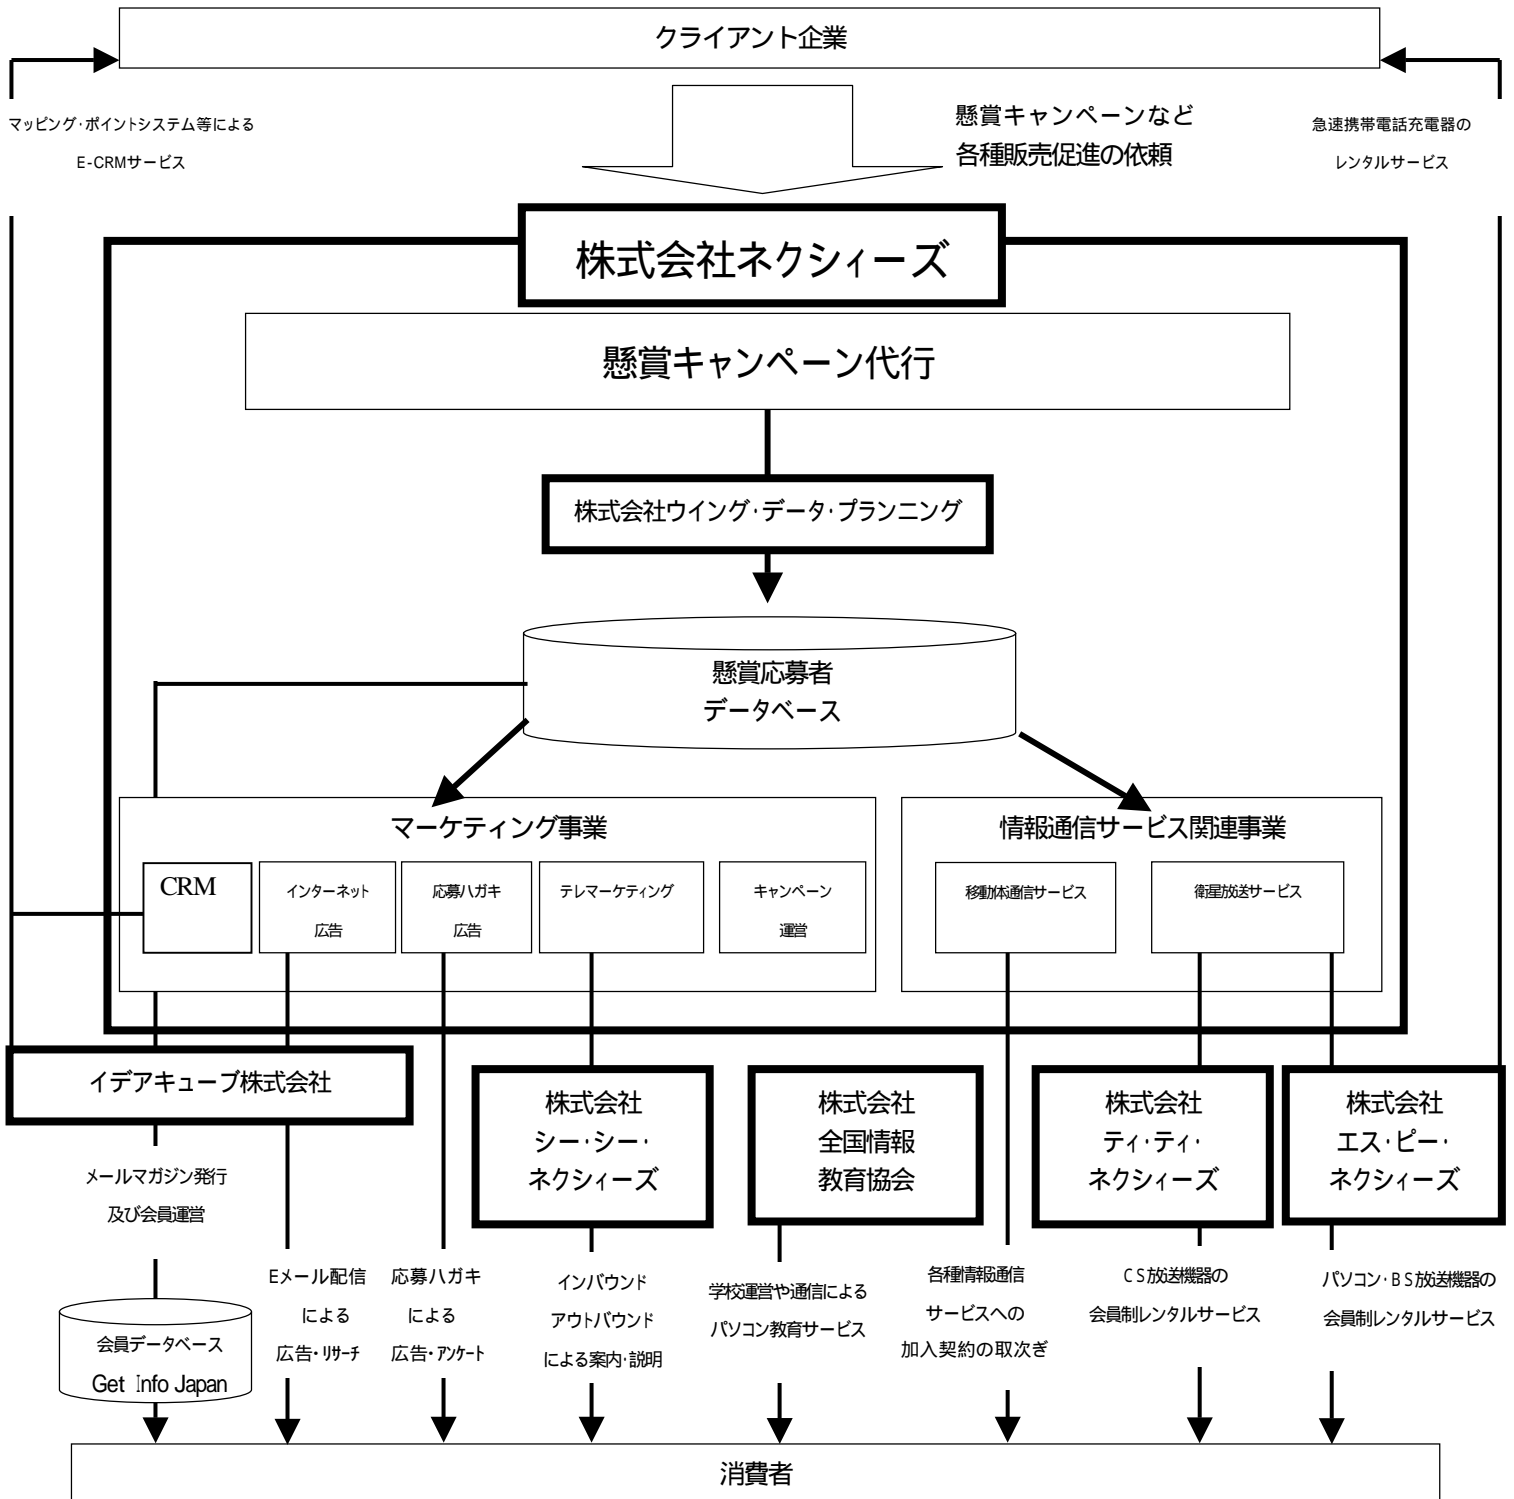 クライアント企業
マッピング・ポイントシステム等による
E-CRMサービス
懸賞キャンペーンなど
各種販売促進の依頼
急速携帯電話充電器の
レンタルサービス
株式会社ネクシィーズ
懸賞キャンペーン代行
株式会社ウイング・データ・プランニング
懸賞応募者
データベース
マーケティング事業
CRM
インターネット
広告
応募ハガキ
広告
テレマーケティング
キャンペーン
運営
情報通信サービス関連事業
移動体通信サービス
衛星放送サービス
イデアキューブ株式会社
株式会社
シー・シー・
ネクシィーズ
株式会社
全国情報
教育協会
株式会社
ティ・ティ・
ネクシィーズ
株式会社
エス・ピー・
ネクシィーズ
メールマガジン発行
及び会員運営
会員データベース
Get Info Japan
Eメール配信
による
広告・リサーチ
応募ハガキ
による
広告・アンケート
インバウンド
アウトバウンド
による案内・説明
学校運営や通信による
パソコン教育サービス
各種情報通信
サービスへの
加入契約の取次ぎ
CS放送機器の
会員制レンタルサービス
パソコン・BS放送機器の
会員制レンタルサービス
消費者